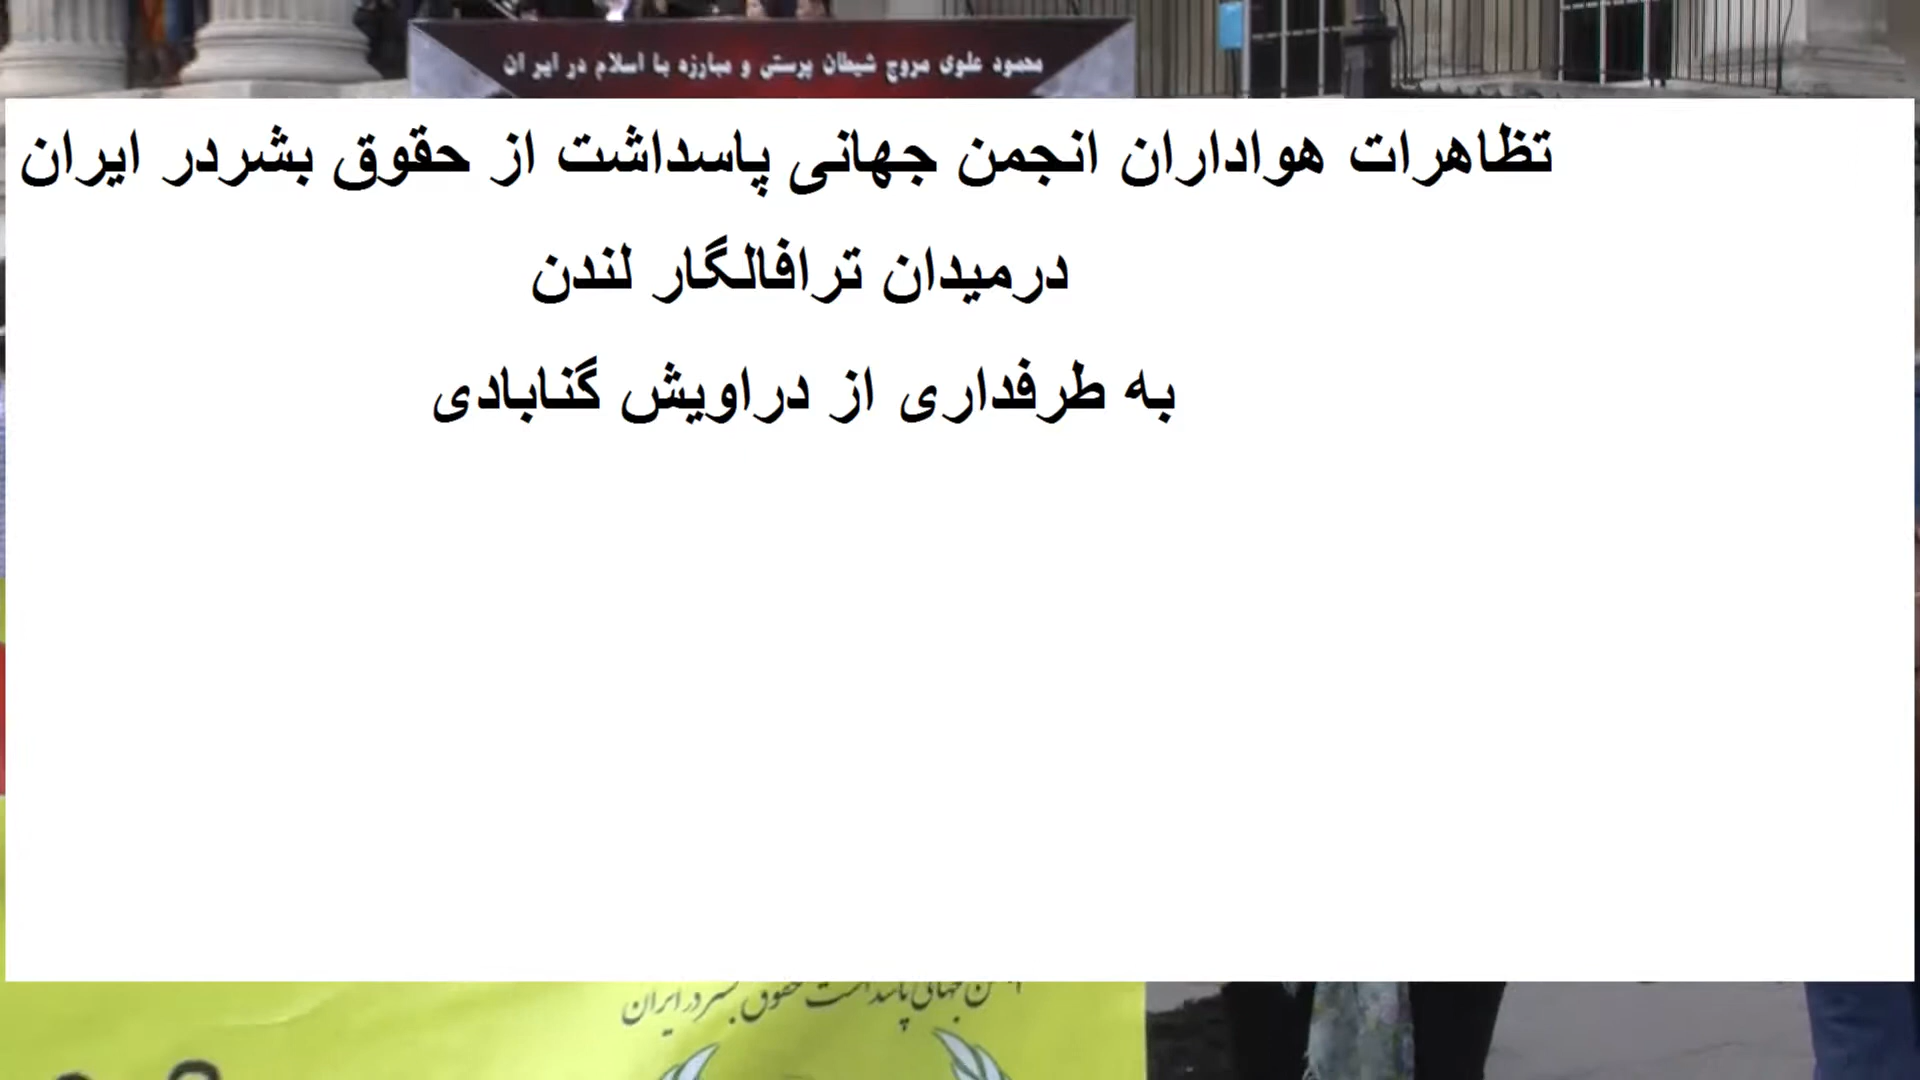 محمود علوی مروج شیطان پرستی و مبارزه با اسلام در ایران
تظاهرات هواداران انجمن جهانی پاسداشت از حقوق بشردر ایران
درمیدان ترافالگار لندن
به طرفداری از دراویش گنابادی
انجمن جهانی پاسداشت حقوق بشر در ایران